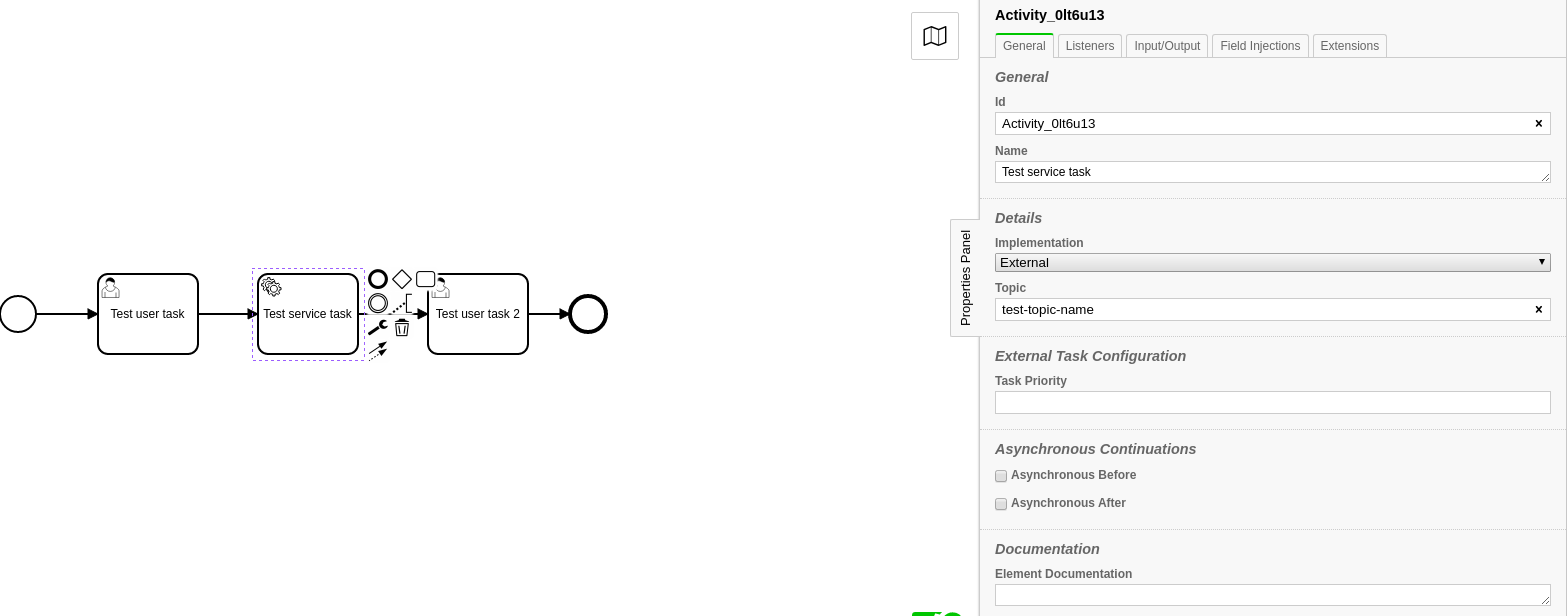 Test user task
Test service task
Test user task 2
Properties Panel
Activity_0lt6u13
General
Listeners
Input/Output
Field Injections
Extensions
General
Id
Activity_0lt6u13
Name
Test service task
Details
Implementation
External
Topic
test-topic-name
External Task Configuration
Task Priority
Asynchronous Continuations
Asynchronous Before
Asynchronous After
Documentation
Element Documentation